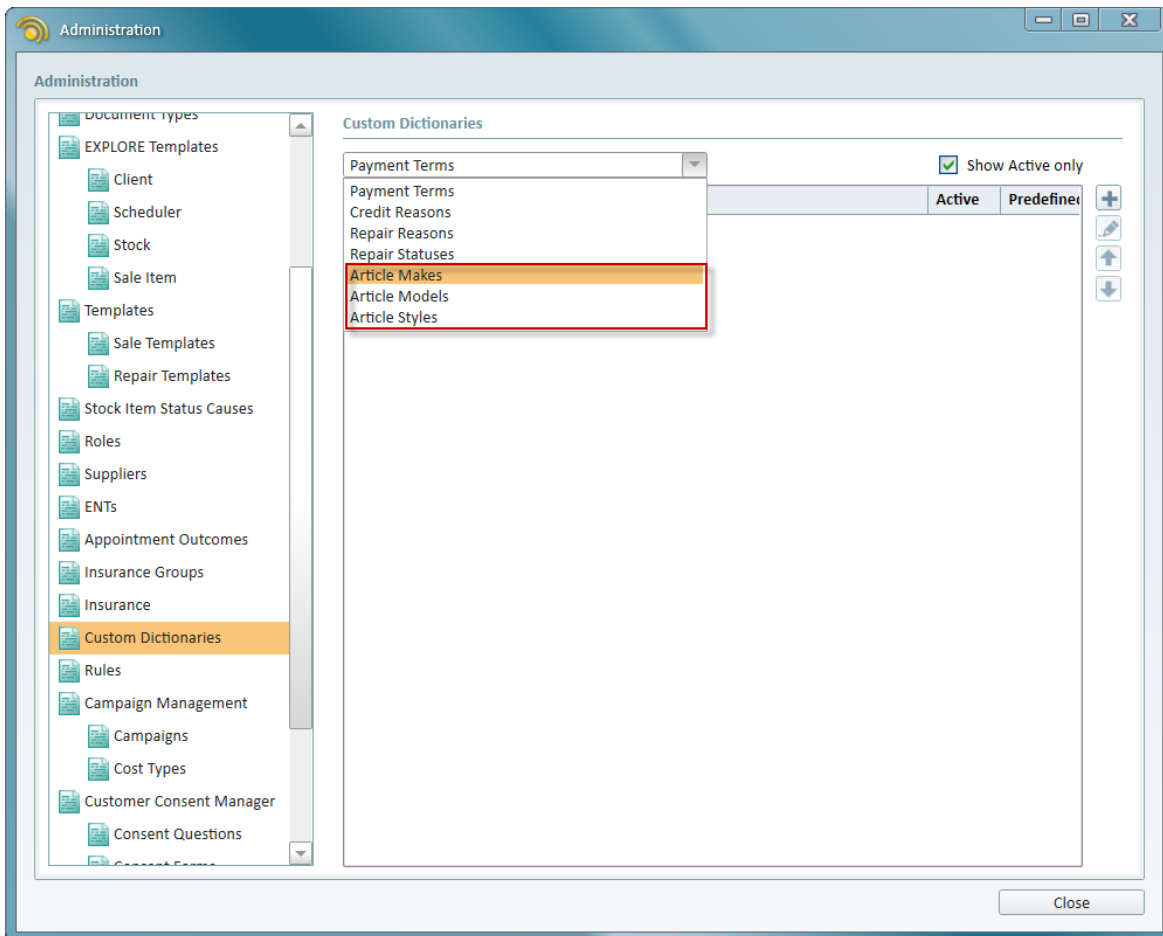 Administration
Administration
Document Types
EXPLORE Templates
Client
Scheduler
Stock
Sale Item
Templates
Sale Templates
Repair Templates
Stock Item Status Causes
Roles
Suppliers
ENTs
Appointment Outcomes
Insurance Groups
Insurance
Custom Dictionaries
Rules
Campaign Management
Campaigns
Cost Types
Customer Consent Manager
Consent Questions
Consent Forms
Custom Dictionaries
Payment Terms
Show Active only
Active Predefined
Payment Terms
Credit Reasons
Repair Reasons
Repair Statuses
Article Makes
Article Models
Article Styles
Close